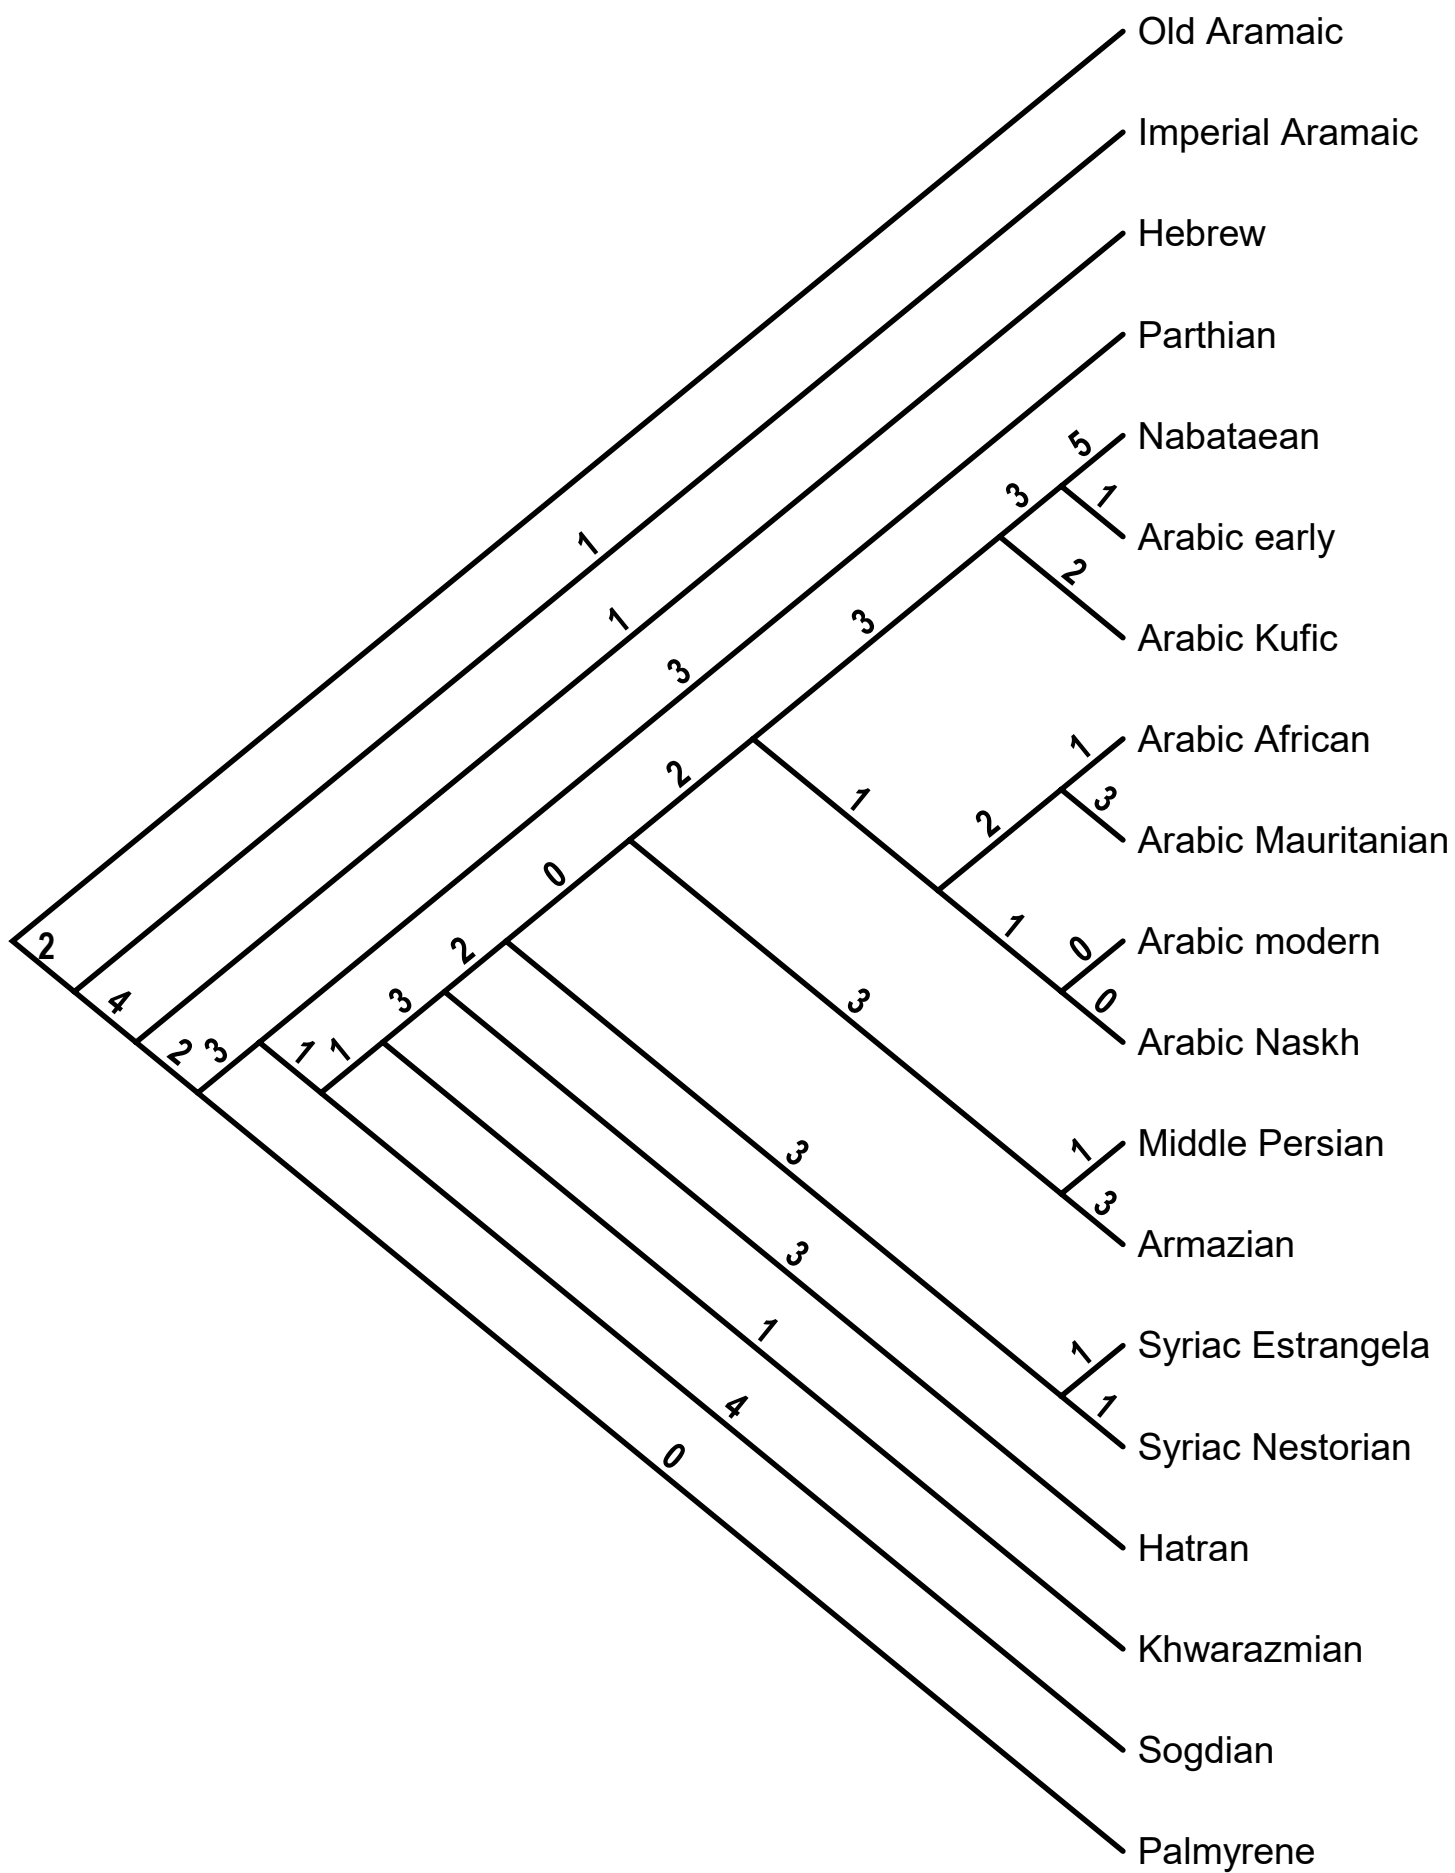 Old Aramaic
Imperial Aramaic
Hebrew
Parthian
5
Nabataean
3
1
Arabic early
1
2
Arabic Kufic
1
3
3
1
Arabic African
2
1
3
2
Arabic Mauritanian
0
2
2
1
0
Arabic modern
4
3
3
0
Arabic Naskh
2
3
1
1
3
1
Middle Persian
3
Armazian
3
1
1
Syriac Estrangela
4
1
Syriac Nestorian
0
Hatran
Khwarazmian
Sogdian
Palmyrene